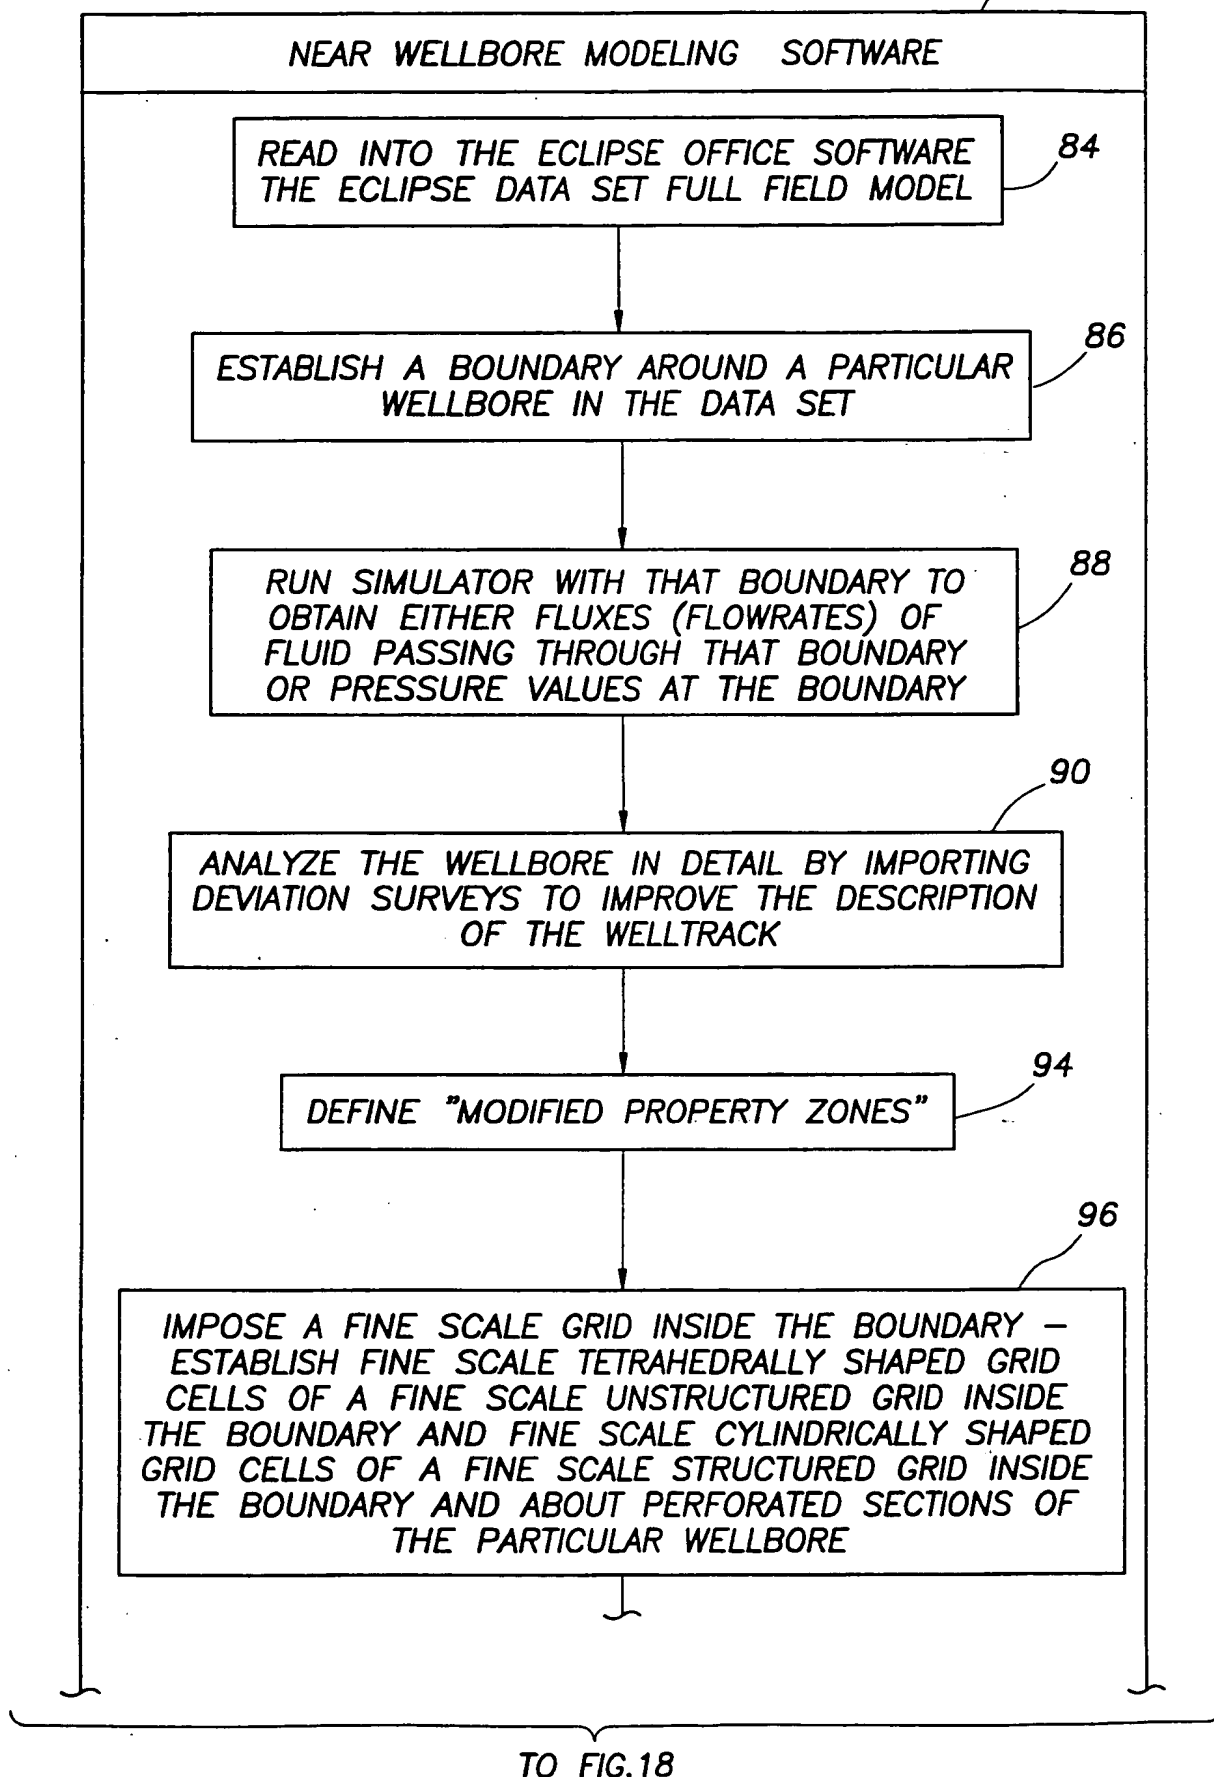 NEAR WELLBORE MODELING SOFTWARE
READ INTO THE ECLIPSE OFFICE SOFTWARE
THE ECLIPSE DATA SET FULL FIELD MODEL
84
ESTABLISH A BOUNDARY AROUND A PARTICULAR
WELLBORE IN THE DATA SET
86
RUN SIMULATOR WITH THAT BOUNDARY TO
OBTAIN EITHER FLUXES (FLOWRATES) OF
FLUID PASSING THROUGH THAT BOUNDARY
OR PRESSURE VALUES AT THE BOUNDARY
88
90
ANALYZE THE WELLBORE IN DETAIL BY IMPORTING
DEVIATION SURVEYS TO IMPROVE THE DESCRIPTION
OF THE WELLTRACK
94
DEFINE "MODIFIED PROPERTY ZONES"
96
IMPOSE A FINE SCALE GRID INSIDE THE BOUNDARY –
ESTABLISH FINE SCALE TETRAHEDRALLY SHAPED GRID
CELLS OF A FINE SCALE UNSTRUCTURED GRID INSIDE
THE BOUNDARY AND FINE SCALE CYLINDRICALLY SHAPED
GRID CELLS OF A FINE SCALE STRUCTURED GRID INSIDE
THE BOUNDARY AND ABOUT PERFORATED SECTIONS OF
THE PARTICULAR WELLBORE
TO FIG.18